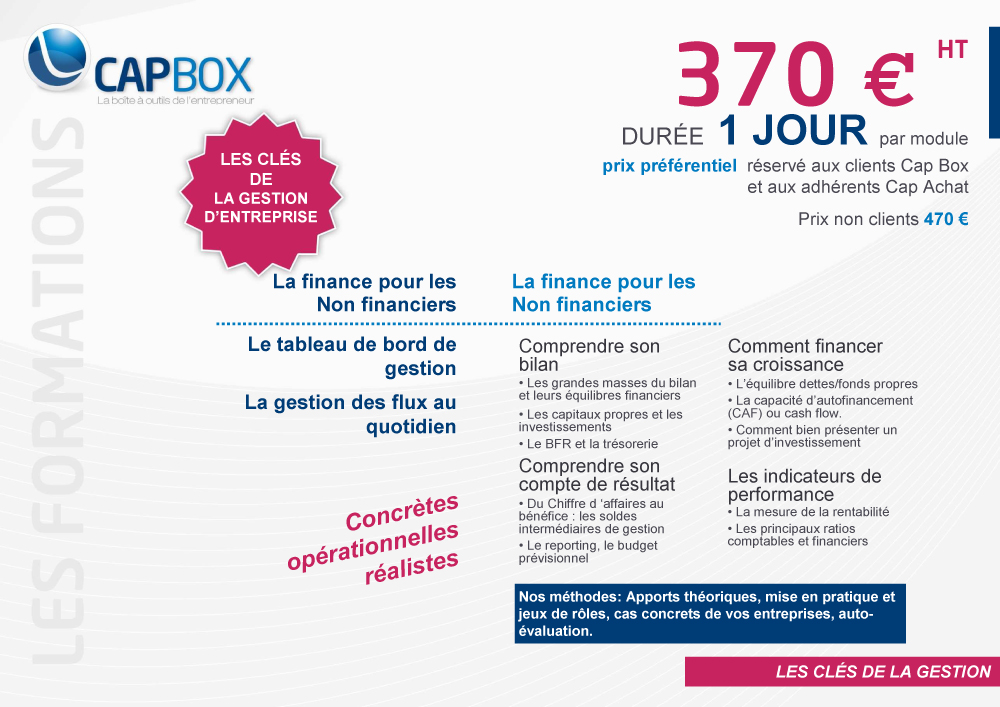 CAPBOX
La boîte à outils de l'entrepreneur
LES FORMATIONS
LES CLÉS
DE
LA GESTION
D'ENTREPRISE
370 € HT
DURÉE 1 JOUR par module
prix préférentiel réservé aux clients Cap Box
et aux adhérents Cap Achat
Prix non clients 470 €
La finance pour les
Non financiers
Le tableau de bord de
gestion
La gestion des flux au
quotidien
Concrètes
opérationnelles
réalistes
La finance pour les
Non financiers
Comprendre son
bilan
• Les grandes masses du bilan
et leurs équilibres financiers
• Les capitaux propres et les
investissements
• Le BFR et la trésorerie
Comprendre son
compte de résultat
• Du Chiffre d 'affaires au
bénéfice : les soldes
intermédiaires de gestion
• Le reporting, le budget
prévisionnel
Comment financer
sa croissance
• L'équilibre dettes/fonds propres
• La capacité d'autofinancement
(CAF) ou cash flow.
• Comment bien présenter un
projet d'investissement
Les indicateurs de
performance
• La mesure de la rentabilité
• Les principaux ratios
comptables et financiers
Nos méthodes: Apports théoriques, mise en pratique et
jeux de rôles, cas concrets de vos entreprises, auto-
évaluation.
LES CLÉS DE LA GESTION